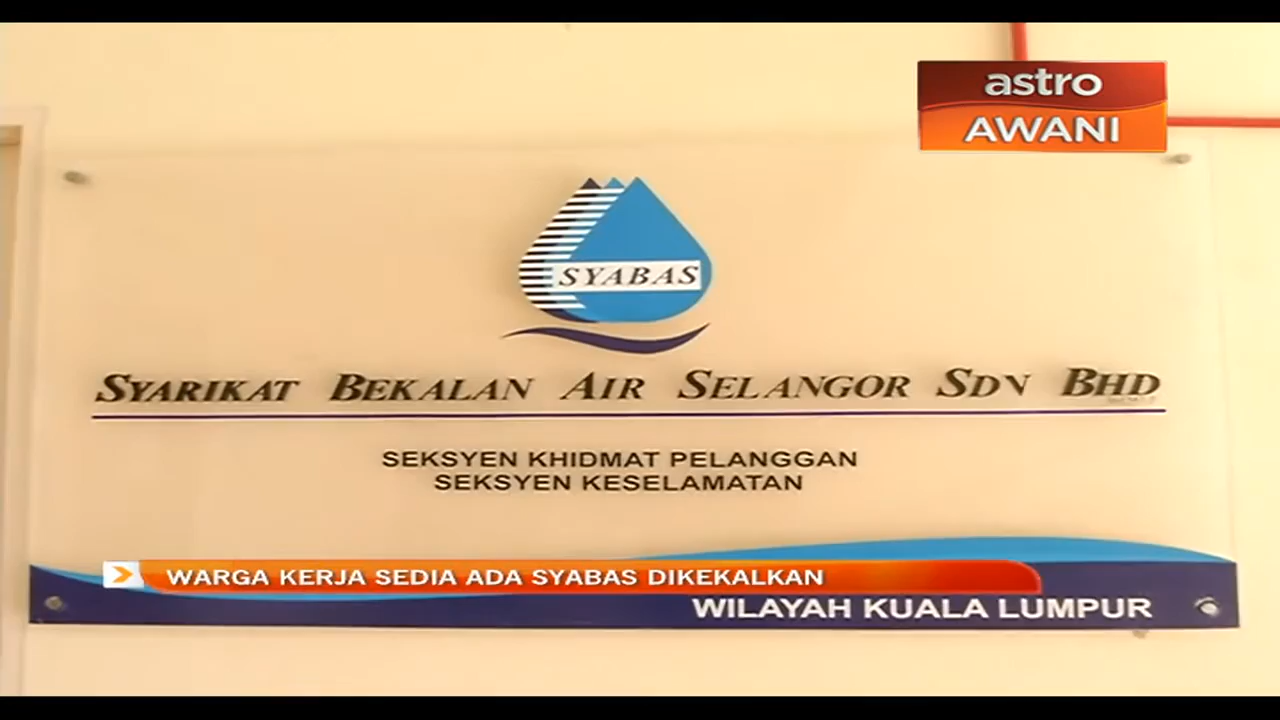 astro
AWANI
SYABAS
SYARIKAT BEKALAN AIR SELANGOR SDN BHD
SEKSYEN KHIDMAT PELANGGAN
SEKSYEN KESELAMATAN
WARGA KERJA SEDIA ADA SYABAS DIKEKALKAN
WILAYAH KUALA LUMPUR